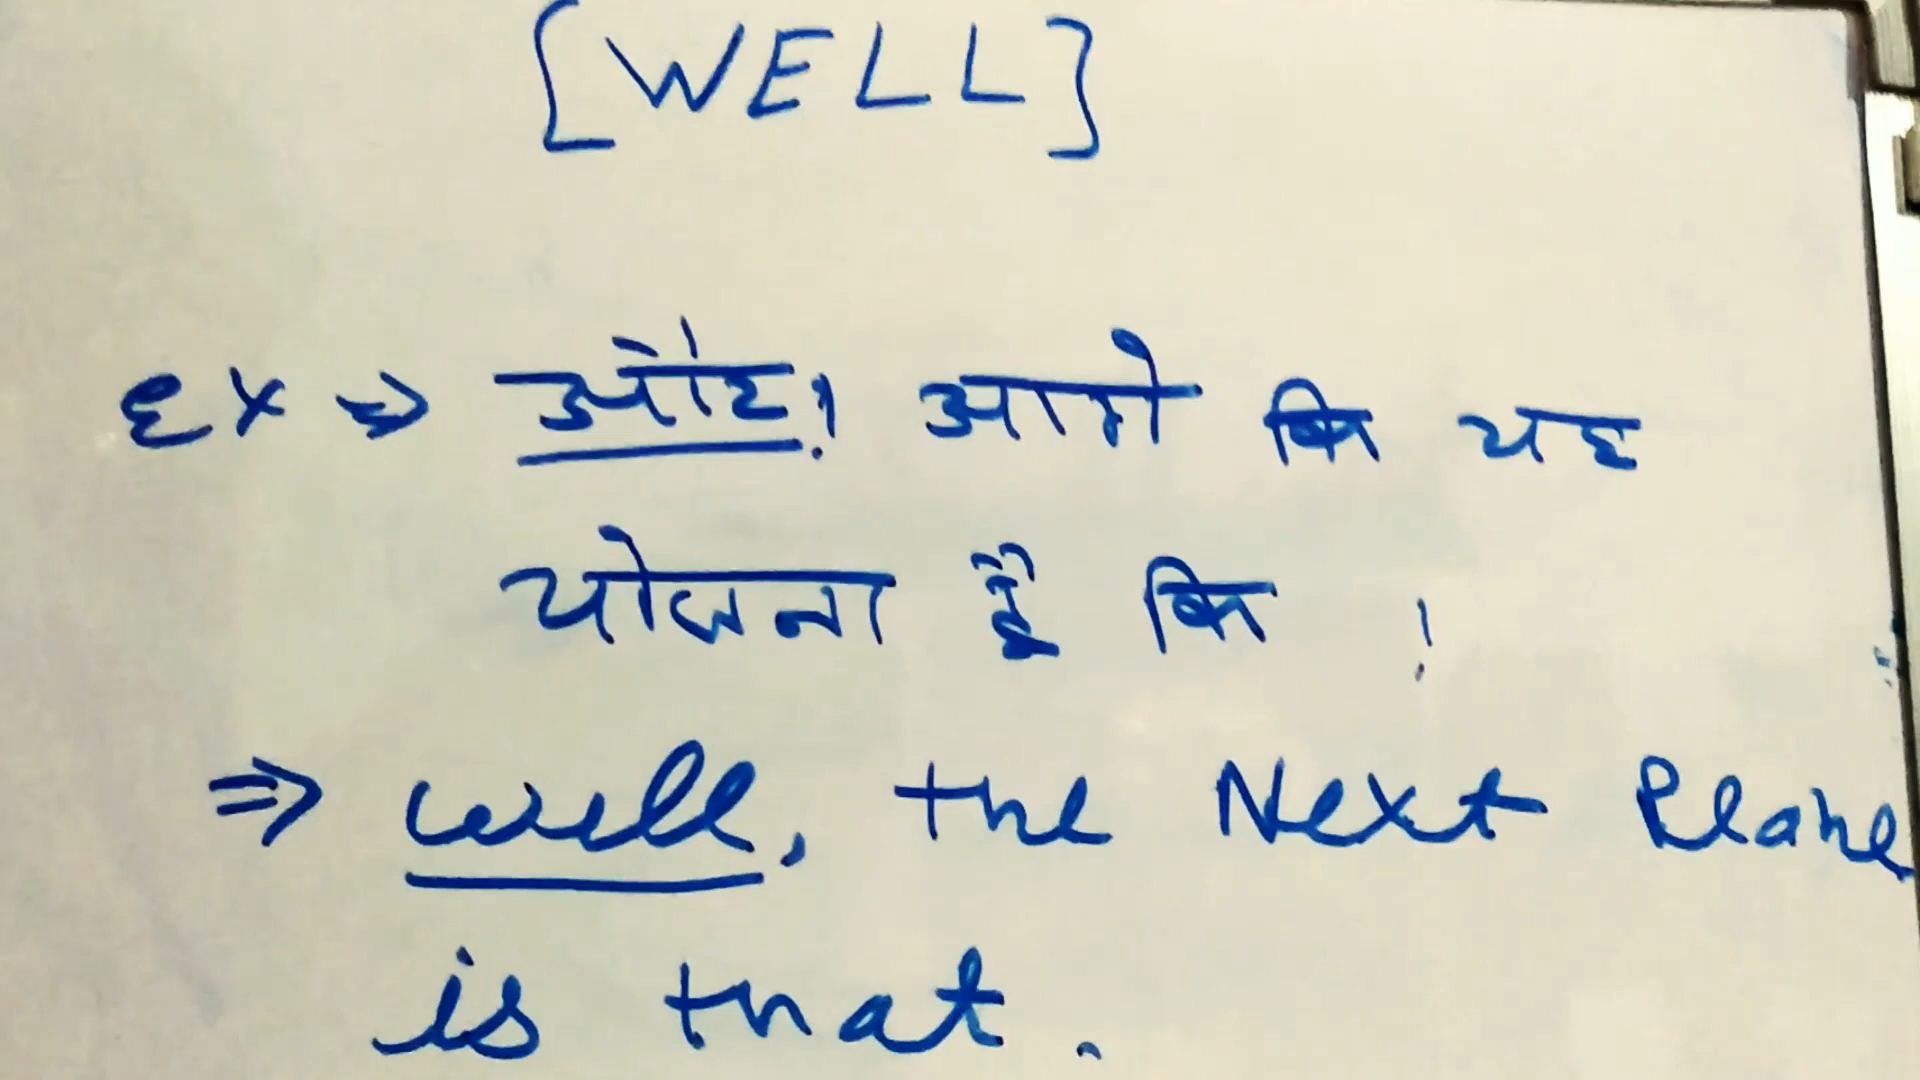 [WELL]
ex ⇒ ओह! आगे कि यह
योजना है कि !
⇒ well, the Next Plane
is that.